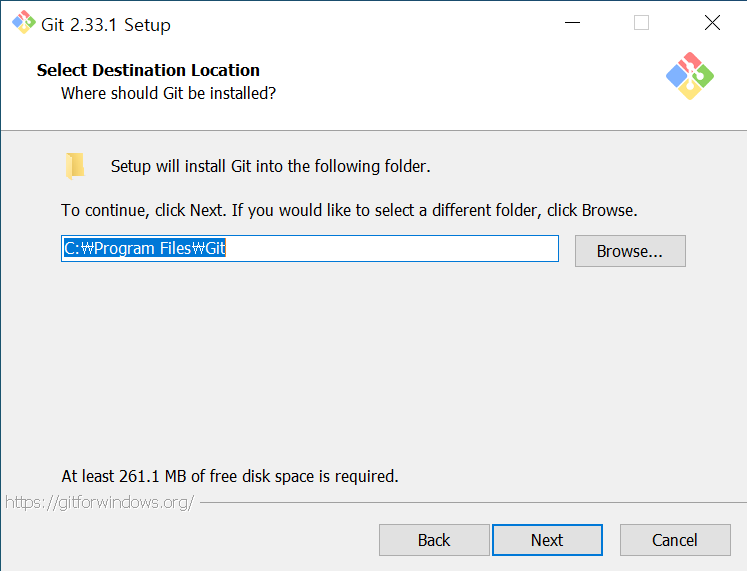 Git 2.33.1 Setup
Select Destination Location
Where should Git be installed?
Setup will install Git into the following folder.
To continue, click Next. If you would like to select a different folder, click Browse.
C:₩Program Files₩Git
Browse...
At least 261.1 MB of free disk space is required.
https://gitforwindows.org/
Back
Next
Cancel